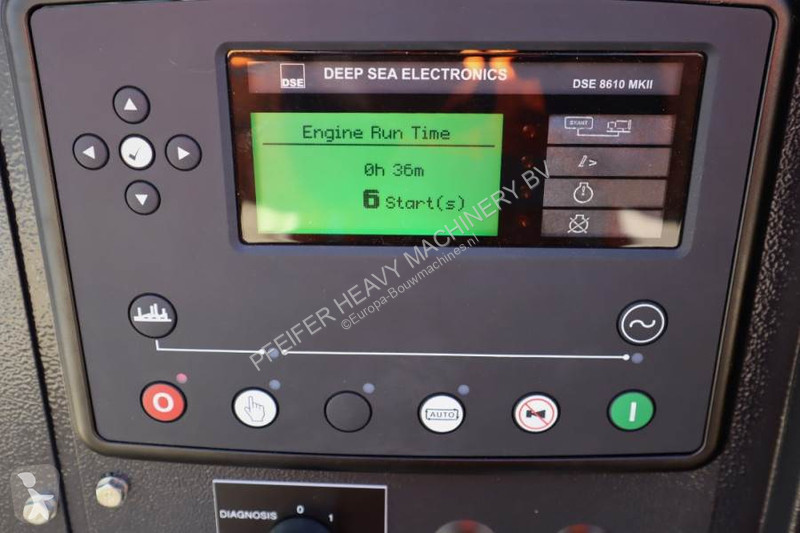 DSE
DEEP SEA ELECTRONICS
DSE 8610 MKII
Engine Run Time
0h 36m
6 Start(s)
START
AUTO
DIAGNOSIS
0
1
PFEIFER HEAVY MACHINERY BV
©Europa-Bouwmachines.nl